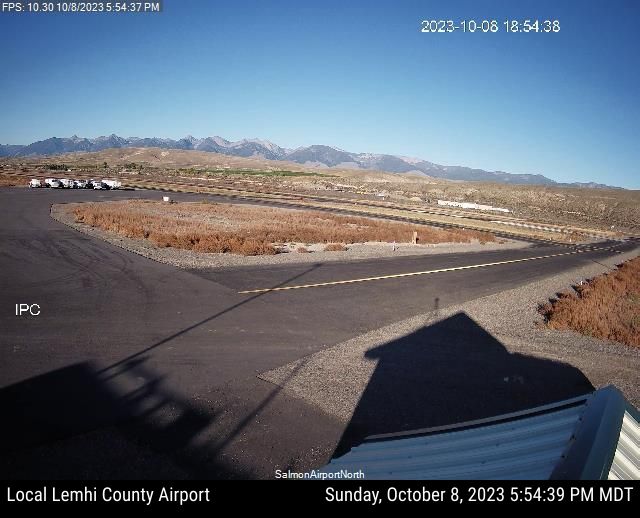 FPS: 10.30 10/8/2023 5:54:37 PM
2023-10-08 18:54:38
IPC
SalmonAirportNorth
Local Lemhi County Airport
Sunday, October 8, 2023 5:54:39 PM MDT